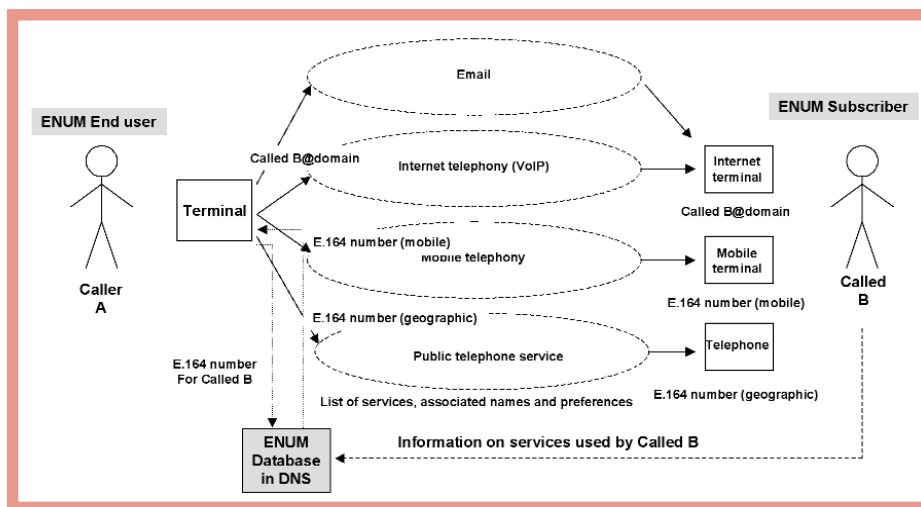 Email
ENUM End user
ENUM Subscriber
Called B@domain
Internet telephony (VoIP)
Internet
terminal
Terminal
Called B@domain
E.164 number (mobile)
Mobile telephony
Mobile
terminal
Caller
A
Called
B
E.164 number (mobile)
E.164 number (geographic)
Telephone
Public telephone service
E.164 number
For Called B
List of services, associated names and preferences
E.164 number (geographic)
ENUM
Database
in DNS
Information on services used by Called B